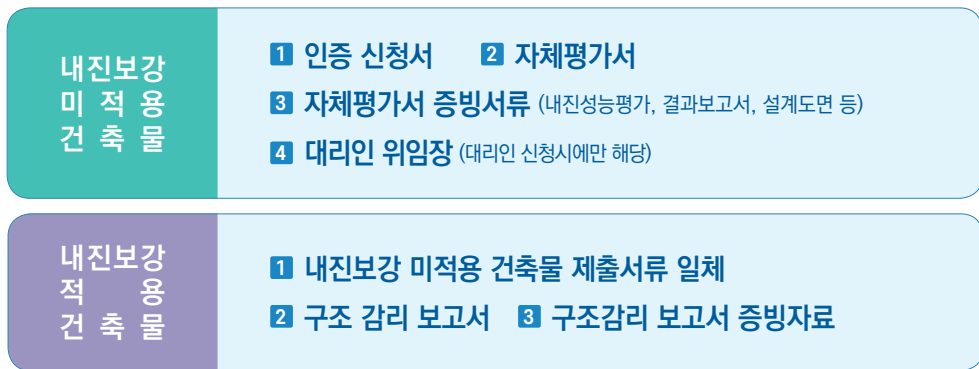 내진보강
미 적 용
건 축 물
1 인증 신청서 2 자체평가서
3 자체평가서 증빙서류 (내진성능평가, 결과보고서, 설계도면 등)
4 대리인 위임장 (대리인 신청시에만 해당)
내진보강
적 용
건 축 물
1 내진보강 미적용 건축물 제출서류 일체
2 구조 감리 보고서 3 구조감리 보고서 증빙자료